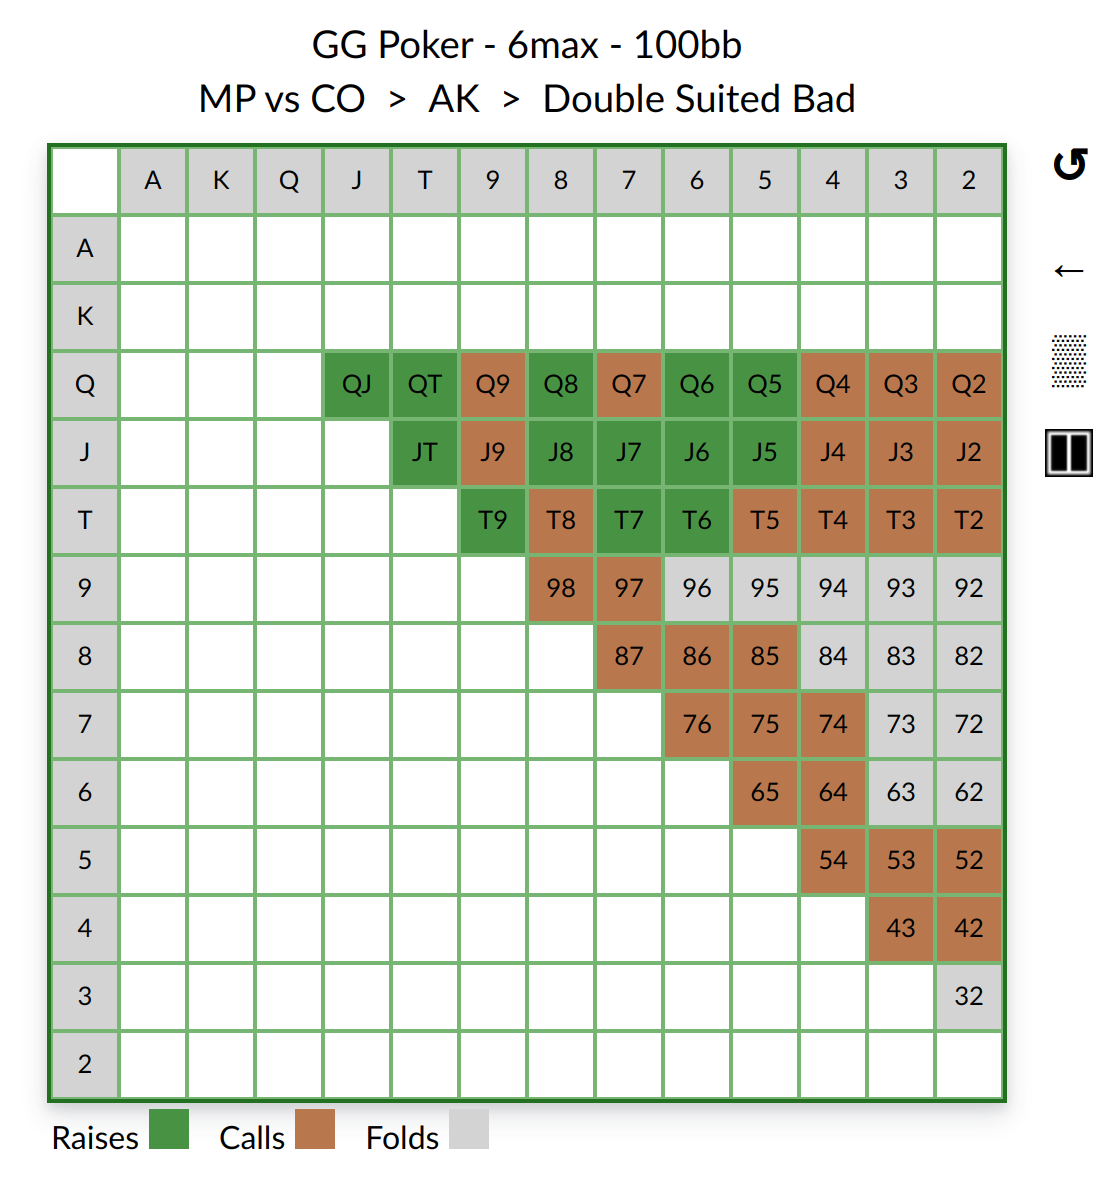 GG Poker - 6max - 100bb
MP vs CO > AK > Double Suited Bad
A K Q J T 9 8 7 6 5 4 3 2
A
K
Q QJ QT Q9 Q8 Q7 Q6 Q5 Q4 Q3 Q2
J JT J9 J8 J7 J6 J5 J4 J3 J2
T T9 T8 T7 T6 T5 T4 T3 T2
9 98 97 96 95 94 93 92
8 87 86 85 84 83 82
7 76 75 74 73 72
6 65 64 63 62
5 54 53 52
4 43 42
3 32
2
Raises Calls Folds